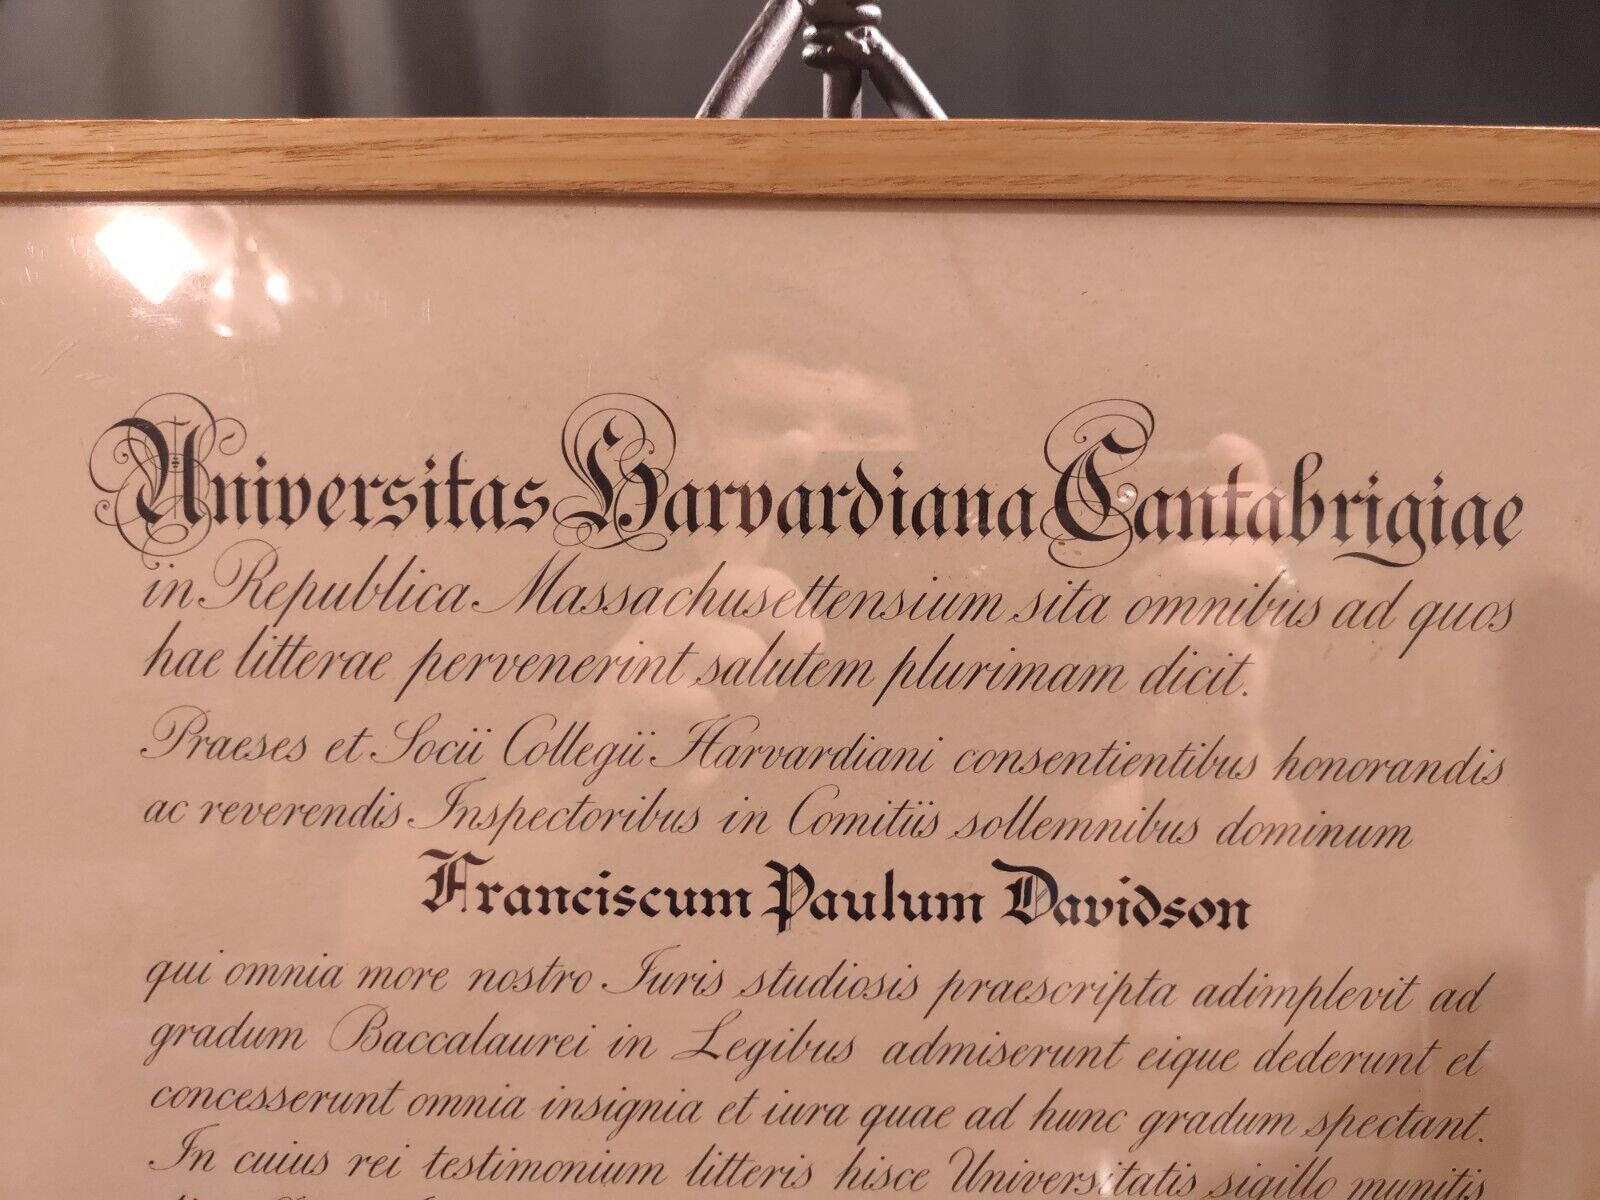 Universitas Harvardiana Cantabrigiae
in Republica Massachusettensium sita omnibus ad quos
hae litterae pervenerint salutem plurimam dicit.
Praeses et Socii Collegii Harvardiani consentientibus honorandis
ac reverendis Inspectoribus in Comitiis sollemnibus dominum
Franciscum Paulum Davidson
qui omnia more nostro Iuris studiosis praescripta adimplevit ad
gradum Baccalaurei in Legibus admiserunt eique dederunt et
concesserunt omnia insignia et iura quae ad hunc gradum spectant.
In cuius rei testimonium litteris hisce Universitatis sigillo munitis